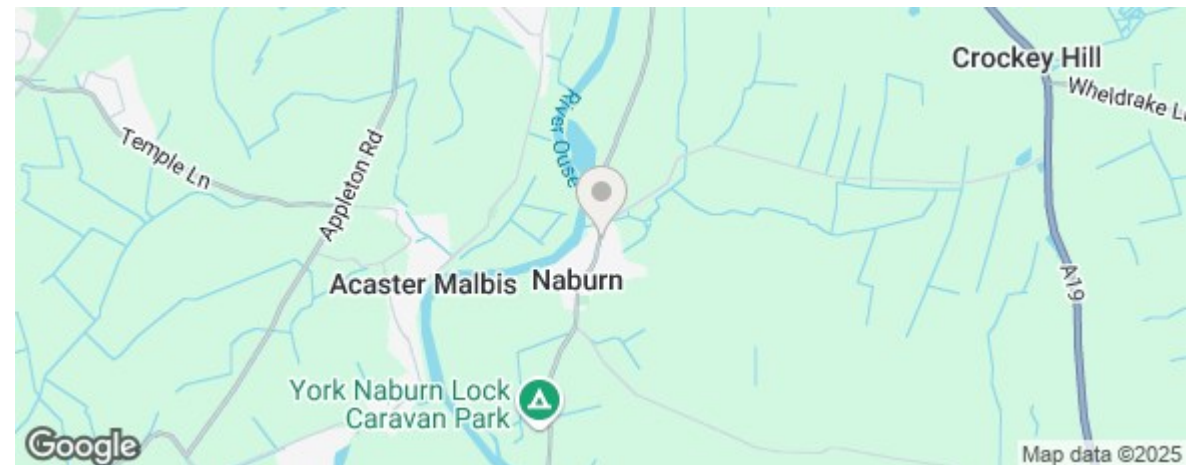 Crockey Hill
Wheldrake L
River Ouse
Temple Ln
Appleton Rd
Acaster Malbis
Naburn
A19
York Naburn Lock
Caravan Park
Google
Map data ©2025